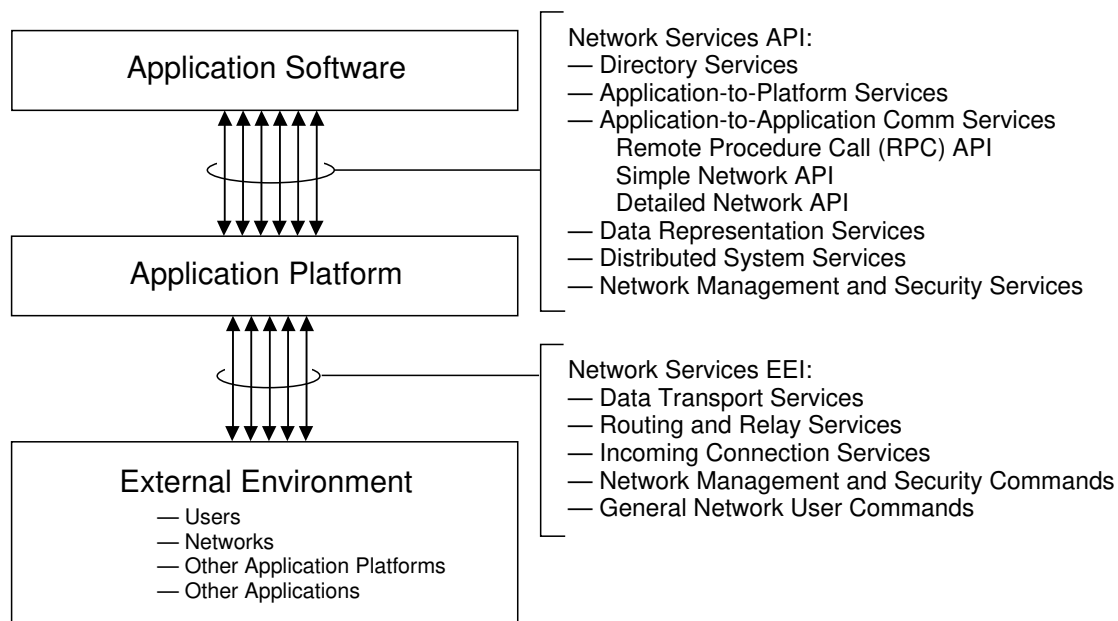 Application Software
Application Platform
External Environment
— Users
— Networks
— Other Application Platforms
— Other Applications
Network Services API:
— Directory Services
— Application-to-Platform Services
— Application-to-Application Comm Services
Remote Procedure Call (RPC) API
Simple Network API
Detailed Network API
— Data Representation Services
— Distributed System Services
— Network Management and Security Services
Network Services EEI:
— Data Transport Services
— Routing and Relay Services
— Incoming Connection Services
— Network Management and Security Commands
— General Network User Commands